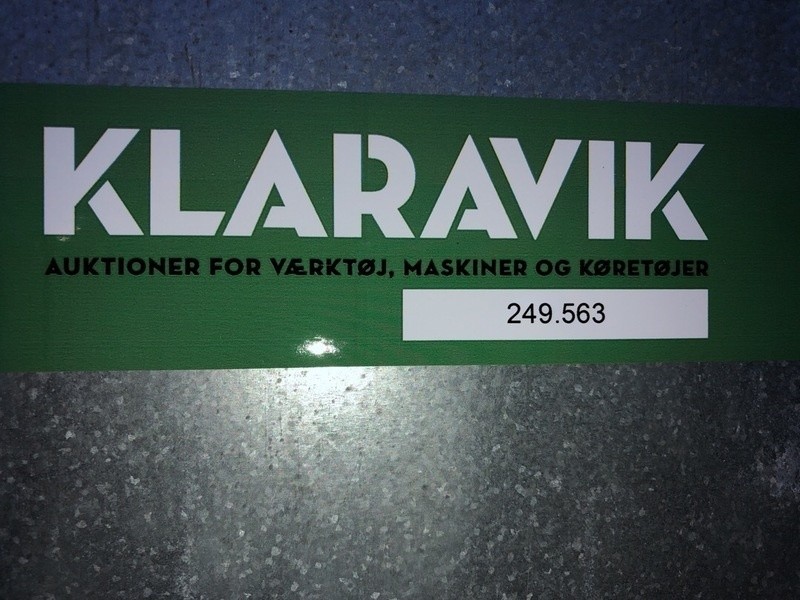 KLARAVIK
AUKTIONER FOR VÆRKTØJ, MASKINER OG KØRETØJER
249.563